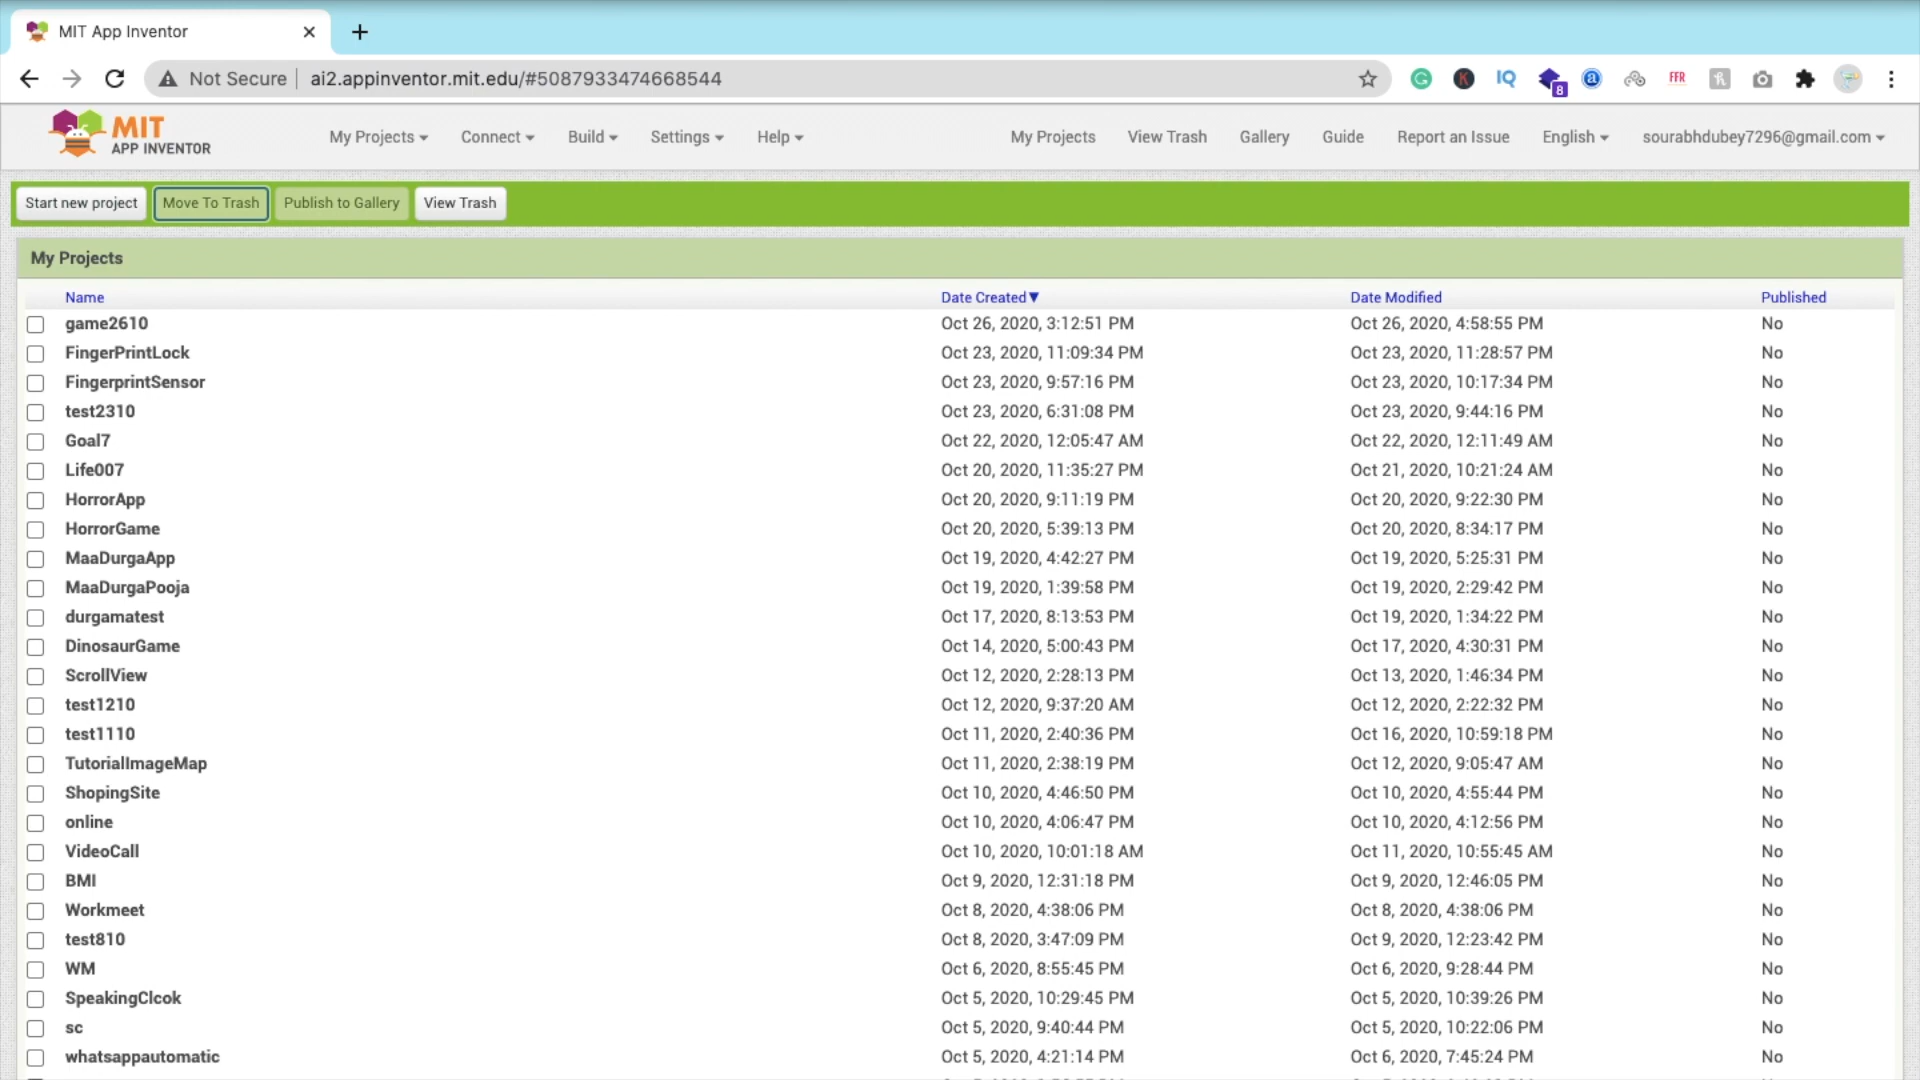 MIT App Inventor
Not Secure ai2.appinventor.mit.edu/#5087933474668544 K IQ 8 a FFR
MIT
APP INVENTOR
My Projects Connect Build Settings Help My Projects View Trash Gallery Guide Report an Issue English sourabhdubey7296@gmail.com
Start new project Move To Trash Publish to Gallery View Trash
My Projects
Name Date Created Date Modified Published
game2610 Oct 26, 2020, 3:12:51 PM Oct 26, 2020, 4:58:55 PM No
FingerPrintLock Oct 23, 2020, 11:09:34 PM Oct 23, 2020, 11:28:57 PM No
FingerprintSensor Oct 23, 2020, 9:57:16 PM Oct 23, 2020, 10:17:34 PM No
test2310 Oct 23, 2020, 6:31:08 PM Oct 23, 2020, 9:44:16 PM No
Goal7 Oct 22, 2020, 12:05:47 AM Oct 22, 2020, 12:11:49 AM No
Life007 Oct 20, 2020, 11:35:27 PM Oct 21, 2020, 10:21:24 AM No
HorrorApp Oct 20, 2020, 9:11:19 PM Oct 20, 2020, 9:22:30 PM No
HorrorGame Oct 20, 2020, 5:39:13 PM Oct 20, 2020, 8:34:17 PM No
MaaDurgaApp Oct 19, 2020, 4:42:27 PM Oct 19, 2020, 5:25:31 PM No
MaaDurgaPooja Oct 19, 2020, 1:39:58 PM Oct 19, 2020, 2:29:42 PM No
durgamatest Oct 17, 2020, 8:13:53 PM Oct 19, 2020, 1:34:22 PM No
DinosaurGame Oct 14, 2020, 5:00:43 PM Oct 17, 2020, 4:30:31 PM No
ScrollView Oct 12, 2020, 2:28:13 PM Oct 13, 2020, 1:46:34 PM No
test1210 Oct 12, 2020, 9:37:20 AM Oct 12, 2020, 2:22:32 PM No
test1110 Oct 11, 2020, 2:40:36 PM Oct 16, 2020, 10:59:18 PM No
TutorialImageMap Oct 11, 2020, 2:38:19 PM Oct 12, 2020, 9:05:47 AM No
ShopingSite Oct 10, 2020, 4:46:50 PM Oct 10, 2020, 4:55:44 PM No
online Oct 10, 2020, 4:06:47 PM Oct 10, 2020, 4:12:56 PM No
VideoCall Oct 10, 2020, 10:01:18 AM Oct 11, 2020, 10:55:45 AM No
BMI Oct 9, 2020, 12:31:18 PM Oct 9, 2020, 12:46:05 PM No
Workmeet Oct 8, 2020, 4:38:06 PM Oct 8, 2020, 4:38:06 PM No
test810 Oct 8, 2020, 3:47:09 PM Oct 9, 2020, 12:23:42 PM No
WM Oct 6, 2020, 8:55:45 PM Oct 6, 2020, 9:28:44 PM No
SpeakingClcok Oct 5, 2020, 10:29:45 PM Oct 5, 2020, 10:39:26 PM No
sc Oct 5, 2020, 9:40:44 PM Oct 5, 2020, 10:22:06 PM No
whatsappautomatic Oct 5, 2020, 4:21:14 PM Oct 6, 2020, 7:45:24 PM No